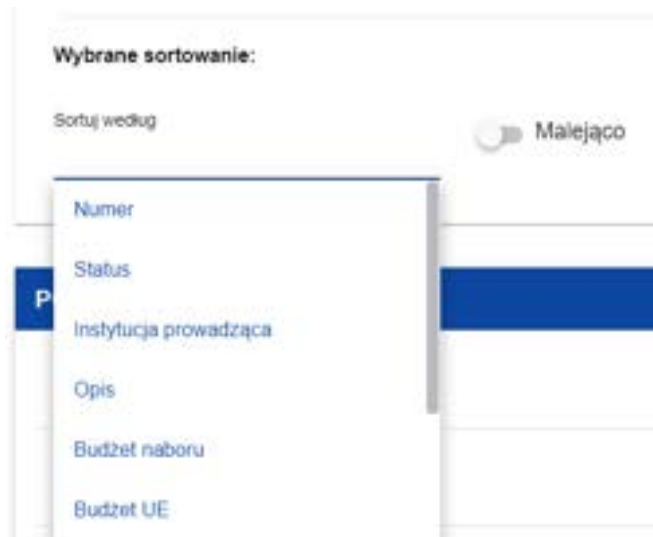 Wybrane sortowanie:
Sortuj według
Malejąco
Numer
Status
P
Instytucja prowadząca
Opis
Budżet naboru
Budżet UE